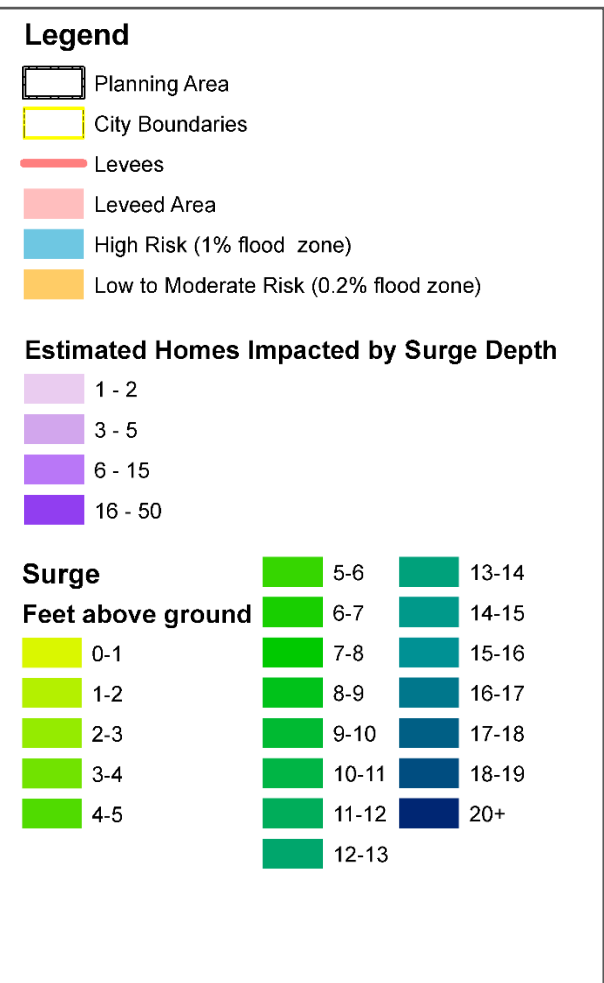 Legend
Planning Area
City Boundaries
Levees
Leveed Area
High Risk (1% flood zone)
Low to Moderate Risk (0.2% flood zone)
Estimated Homes Impacted by Surge Depth
1 - 2
3 - 5
6 - 15
16 - 50
Surge
Feet above ground
0-1
1-2
2-3
3-4
4-5
5-6
6-7
7-8
8-9
9-10
10-11
11-12
12-13
13-14
14-15
15-16
16-17
17-18
18-19
20+